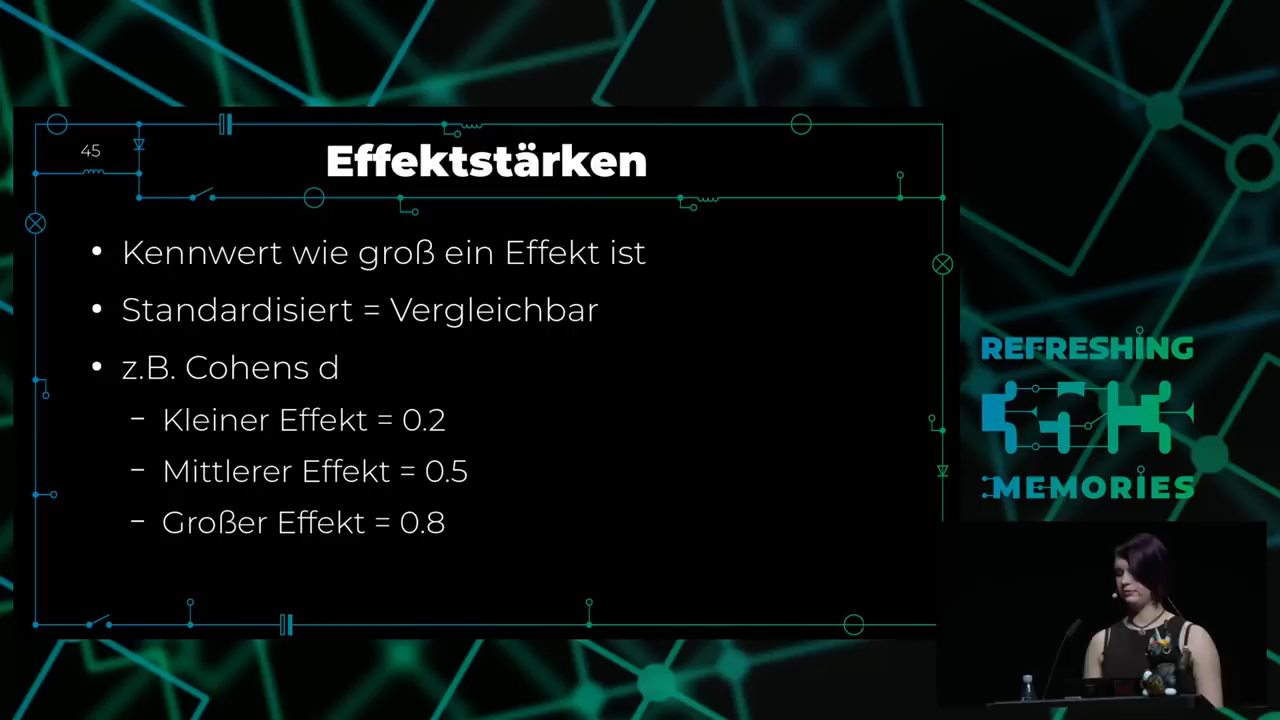 45
Effektstärken
• Kennwert wie groß ein Effekt ist
• Standardisiert = Vergleichbar
• z.B. Cohens d
– Kleiner Effekt = 0.2
– Mittlerer Effekt = 0.5
– Großer Effekt = 0.8
REFRESHING
MEMORIES